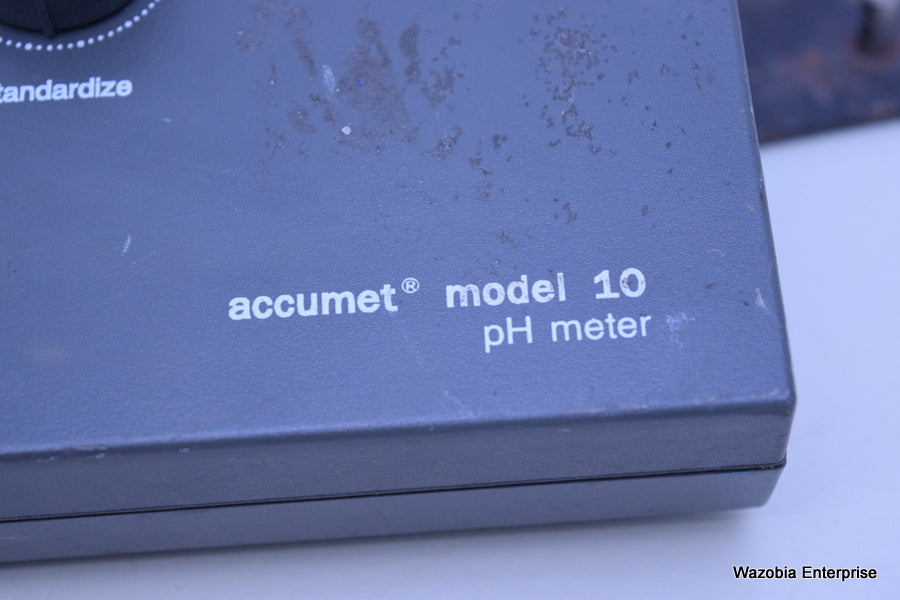 tandardize
accumet® model 10
pH meter
Wazobia Enterprise